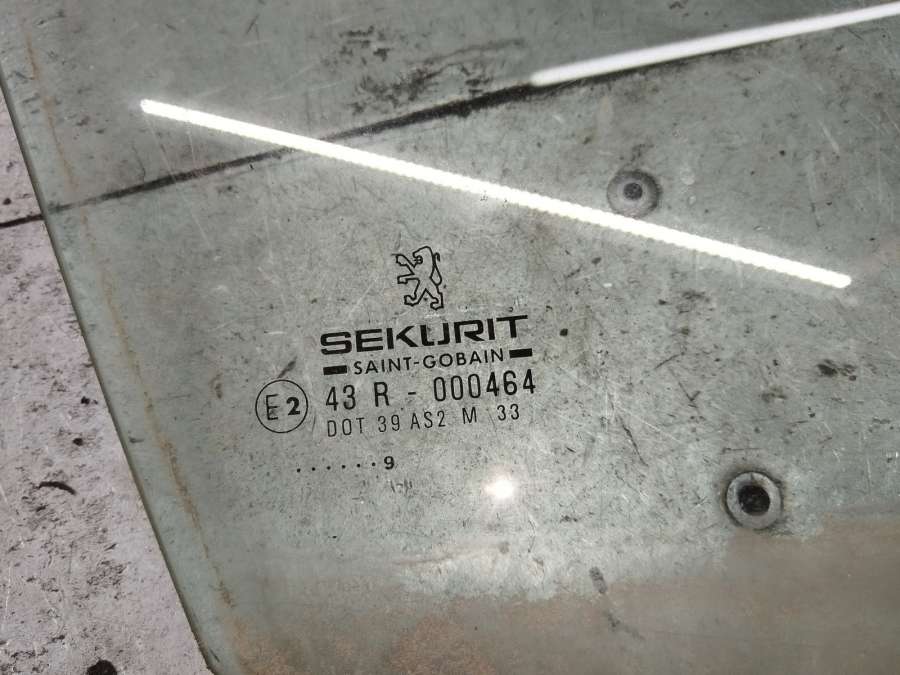 SEKURIT
SAINT-GOBAIN
E2 43 R - 000464
DOT 39 AS2 M 33
......9